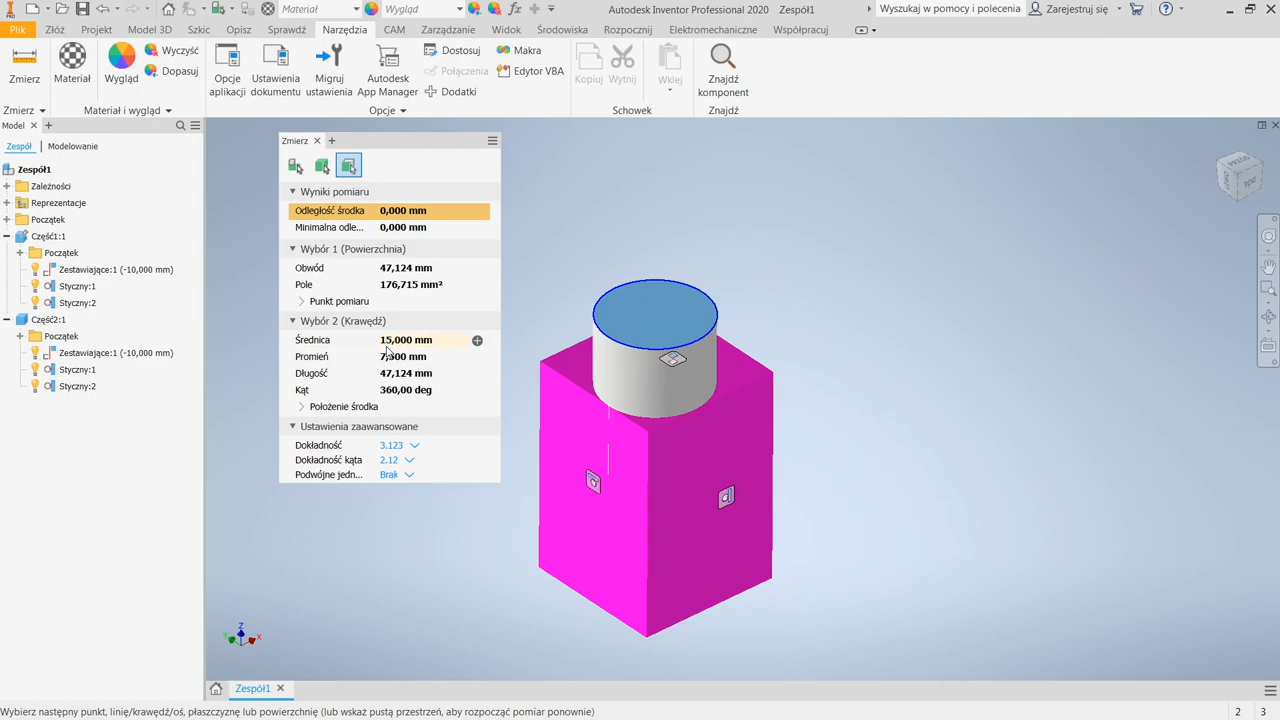 PRO
Materiał
Wygląd
Autodesk Inventor Professional 2020
Zespół1
Wyszukaj w pomocy i polecenia
Zarejestruj się
Plik
Złóż
Projekt
Model 3D
Szkic
Opisz
Sprawdź
Narzędzia
CAM
Zarządzanie
Widok
Środowiska
Rozpocznij
Elektromechaniczne
Współpracuj
Zmierz
Materiał
Wygląd
Wyczyść
Dopasuj
Opcje
aplikacji
Ustawienia
dokumentu
Migruj
ustawienia
Autodesk
App Manager
Dostosuj
Połączenia
Dodatki
Makra
Edytor VBA
Kopiuj
Wytnij
Wklej
Znajdź
komponent
Zmierz
Materiał i wygląd
Opcje
Schowek
Znajdź
Model
Zespół
Modelowanie
Zespół1
Zależności
Reprezentacje
Początek
Część1:1
Początek
Zestawiające:1 (-10,000 mm)
Styczny:1
Styczny:2
Część2:1
Początek
Zestawiające:1 (-10,000 mm)
Styczny:1
Styczny:2
Zmierz
Wyniki pomiaru
Odległość środka 0,000 mm
Minimalna odle... 0,000 mm
Wybór 1 (Powierzchnia)
Obwód 47,124 mm
Pole 176,715 mm²
Punkt pomiaru
Wybór 2 (Krawędź)
Średnica 15,000 mm
Promień 7,500 mm
Długość 47,124 mm
Kąt 360,00 deg
Położenie środka
Ustawienia zaawansowane
Dokładność 3.123
Dokładność kąta 2.12
Podwójne jedn... Brak
Z
Y
X
Zespół1
Wybierz następny punkt, linię/krawędź/oś, płaszczyznę lub powierzchnię (lub wskaż pustą przestrzeń, aby rozpocząć pomiar ponownie)
2
3